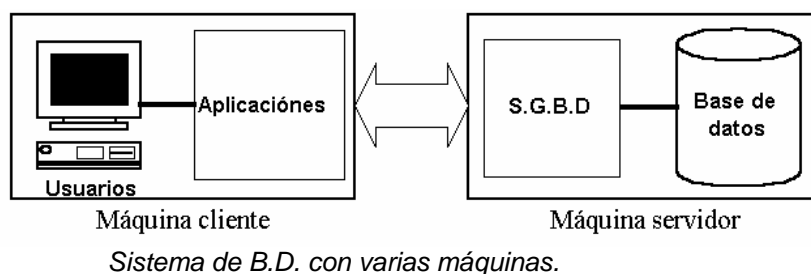 Aplicaciónes
Usuarios
S.G.B.D
Base de
datos
Máquina cliente
Máquina servidor
Sistema de B.D. con varias máquinas.